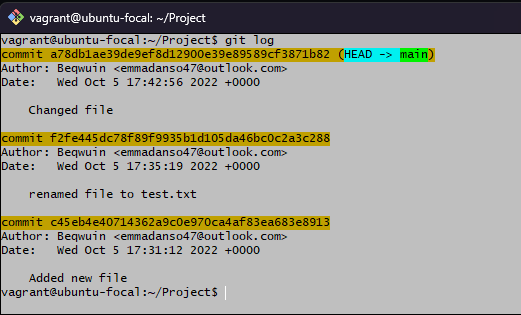 vagrant@ubuntu-focal: ~/Project
vagrant@ubuntu-focal:~/Project$ git log
commit a78db1ae39de9ef8d12900e39e89589cf3871b82 (HEAD -> main)
Author: Beqwuin <emmadanso47@outlook.com>
Date:   Wed Oct 5 17:42:56 2022 +0000
    Changed file
commit f2fe445dc78f89f9935b1d105da46bc0c2a3c288
Author: Beqwuin <emmadanso47@outlook.com>
Date:   Wed Oct 5 17:35:19 2022 +0000
    renamed file to test.txt
commit c45eb4e40714362a9c0e970ca4af83ea683e8913
Author: Beqwuin <emmadanso47@outlook.com>
Date:   Wed Oct 5 17:31:12 2022 +0000
    Added new file
vagrant@ubuntu-focal:~/Project$